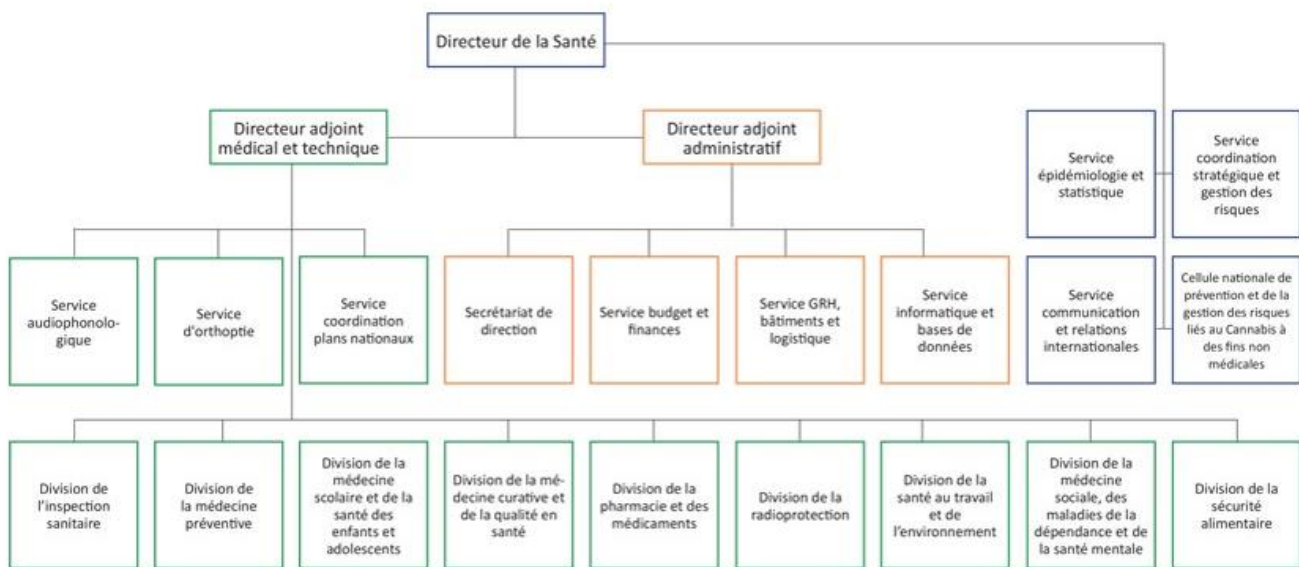 Directeur de la Santé
Directeur adjoint
médical et technique
Directeur adjoint
administratif
Service
épidémiologie et
statistique
Service
coordination
stratégique et
gestion des
risques
Service
audiophonolo-
gique
Service
d'orthoptie
Service
coordination
plans nationaux
Secrétariat de
direction
Service budget et
finances
Service GRH,
bâtiments et
logistique
Service
informatique et
bases de
données
Service
communication
et relations
internationales
Cellule nationale de
prévention et de la
gestion des risques
liés au Cannabis à
des fins non
médicales
Division de
l'inspection
sanitaire
Division de
la médecine
préventive
Division de la
médecine
scolaire et de la
santé des
enfants et
adolescents
Division de la mé-
decine curative et
de la qualité en
santé
Division de la
pharmacie et des
médicaments
Division de la
radioprotection
Division de la
santé au travail
et de
l'environnement
Division de la
médecine
sociale, des
maladies de la
dépendance et de
la santé mentale
Division de la
sécurité
alimentaire